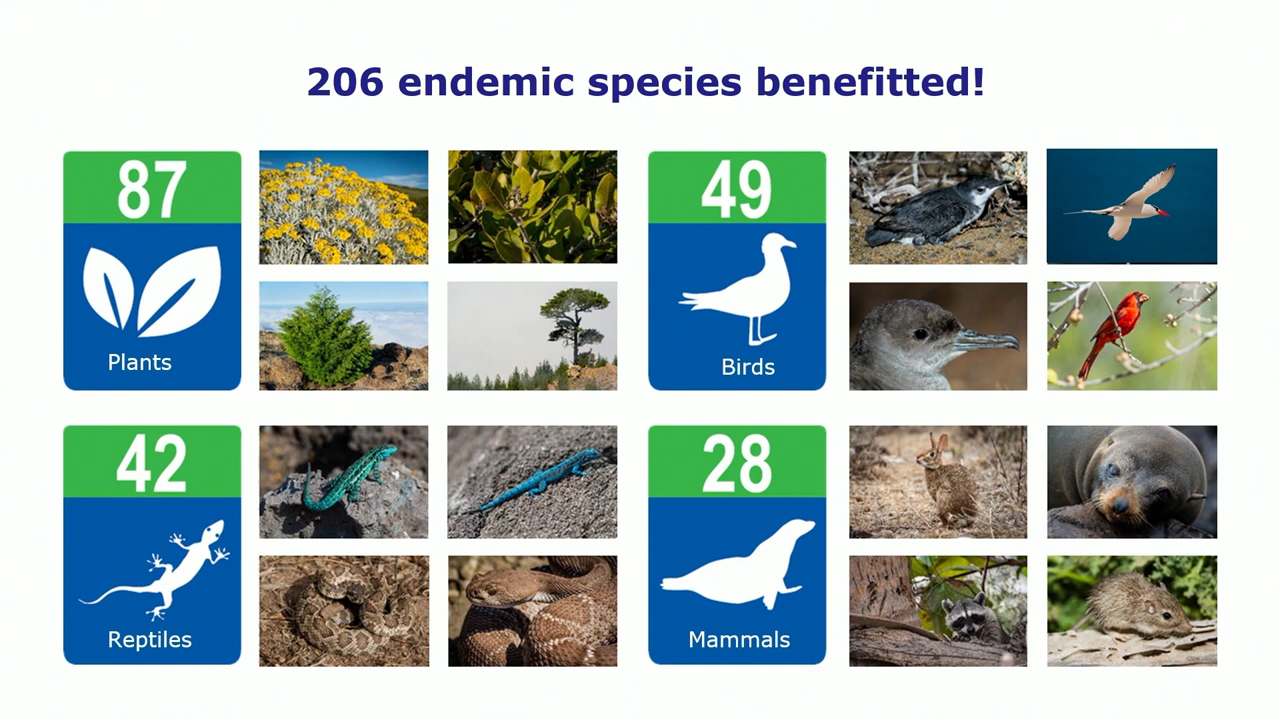 206 endemic species benefitted!
87
Plants
49
Birds
42
Reptiles
28
Mammals